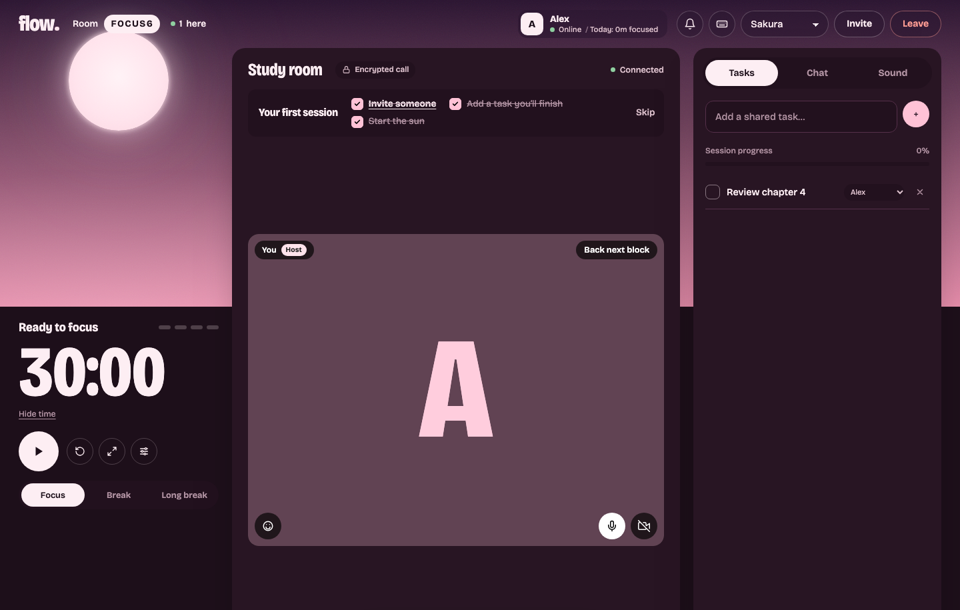 flow.
Room FOCUS6
1 here
A
Alex
Online / Today: 0m focused
Sakura
Invite
Leave
Study room
Encrypted call
Connected
Your first session
Invite someone
Add a task you'll finish
Start the sun
Skip
You Host
Back next block
A
Ready to focus
30:00
Hide time
Focus
Break
Long break
Tasks
Chat
Sound
Add a shared task...
+
Session progress
0%
Review chapter 4
Alex